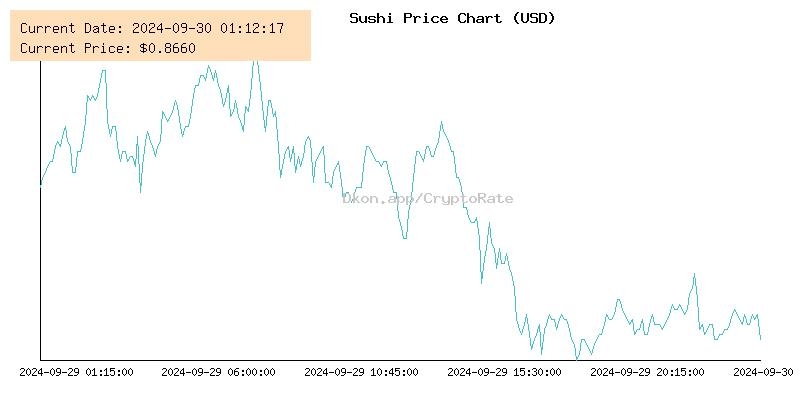 Sushi Price Chart (USD)
Current Date: 2024-09-30 01:12:17
Current Price: $0.8660
Dkon.app/CryptoRate
2024-09-29 01:15:00 2024-09-29 06:00:00 2024-09-29 10:45:00 2024-09-29 15:30:00 2024-09-29 20:15:00 2024-09-30